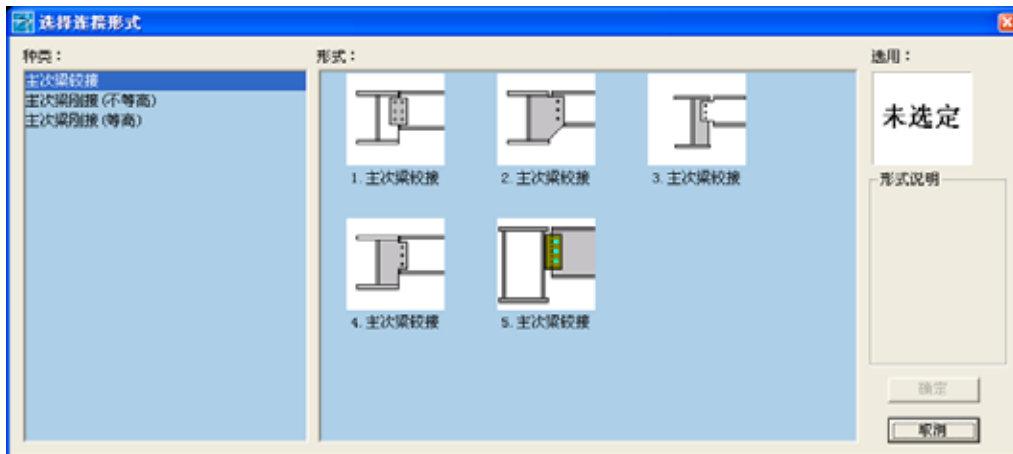 选择连接形式
种类：
形式：
选用：
主次梁铰接
主次梁刚接(不等高)
主次梁刚接(等高)
1.主次梁铰接
2.主次梁铰接
3.主次梁铰接
未选定
形式说明
4.主次梁铰接
5.主次梁铰接
确定
取消